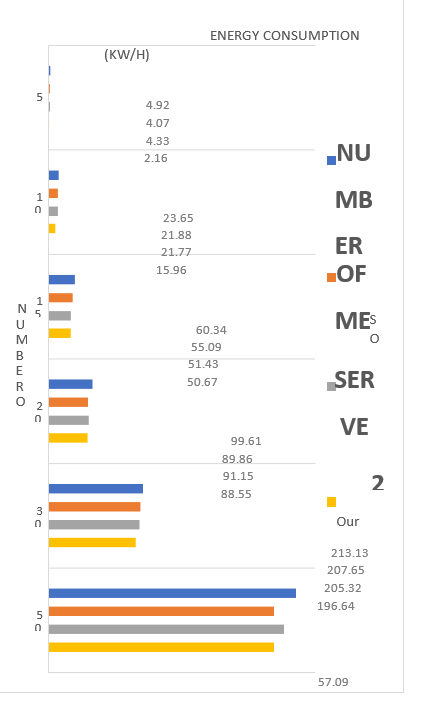 ENERGY CONSUMPTION
(KW/H)
5
4.92
4.07
4.33
2.16
NU
MB
ER
10
23.65
21.88
21.77
15.96
OF
ME
S
O
15
60.34
55.09
51.43
50.67
N
U
M
B
E
R
O
SER
VE
20
99.61
89.86
91.15
88.55
2
Our
30
213.13
207.65
205.32
196.64
50
57.09